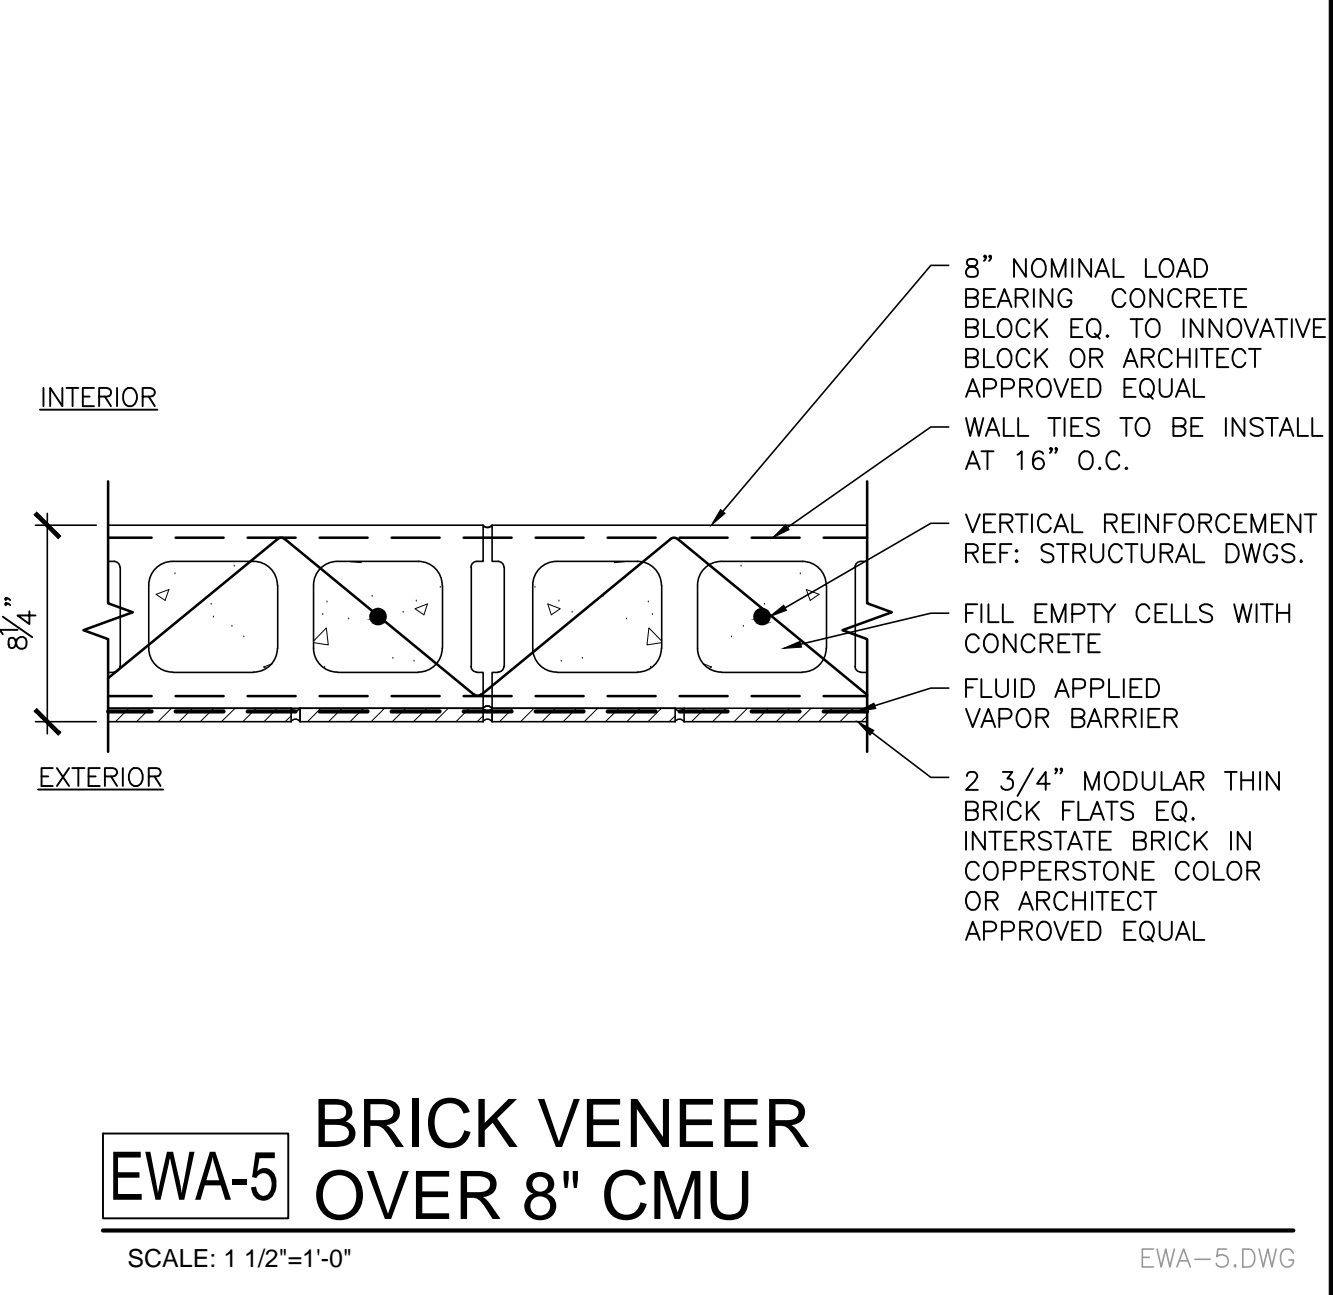 8” NOMINAL LOAD
BEARING CONCRETE
BLOCK EQ. TO INNOVATIVE
BLOCK OR ARCHITECT
APPROVED EQUAL
INTERIOR
WALL TIES TO BE INSTALL
AT 16” O.C.
VERTICAL REINFORCEMENT
REF: STRUCTURAL DWGS.
8 1/4”
FILL EMPTY CELLS WITH
CONCRETE
FLUID APPLIED
VAPOR BARRIER
EXTERIOR
2 3/4” MODULAR THIN
BRICK FLATS EQ.
INTERSTATE BRICK IN
COPPERSTONE COLOR
OR ARCHITECT
APPROVED EQUAL
EWA-5
BRICK VENEER
OVER 8" CMU
SCALE: 1 1/2"=1'-0"
EWA-5.DWG